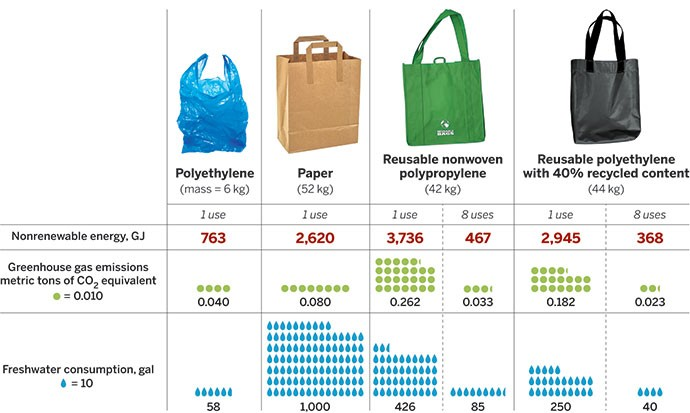 Polyethylene
(mass = 6 kg)
Paper
(52 kg)
Reusable nonwoven
polypropylene
(42 kg)
Reusable polyethylene
with 40% recycled content
(44 kg)
1 use
1 use
1 use
8 uses
1 use
8 uses
Nonrenewable energy, GJ
763
2,620
3,736
467
2,945
368
Greenhouse gas emissions
metric tons of CO2 equivalent
= 0.010
0.040
0.080
0.262
0.033
0.182
0.023
Freshwater consumption, gal
= 10
58
1,000
426
85
250
40